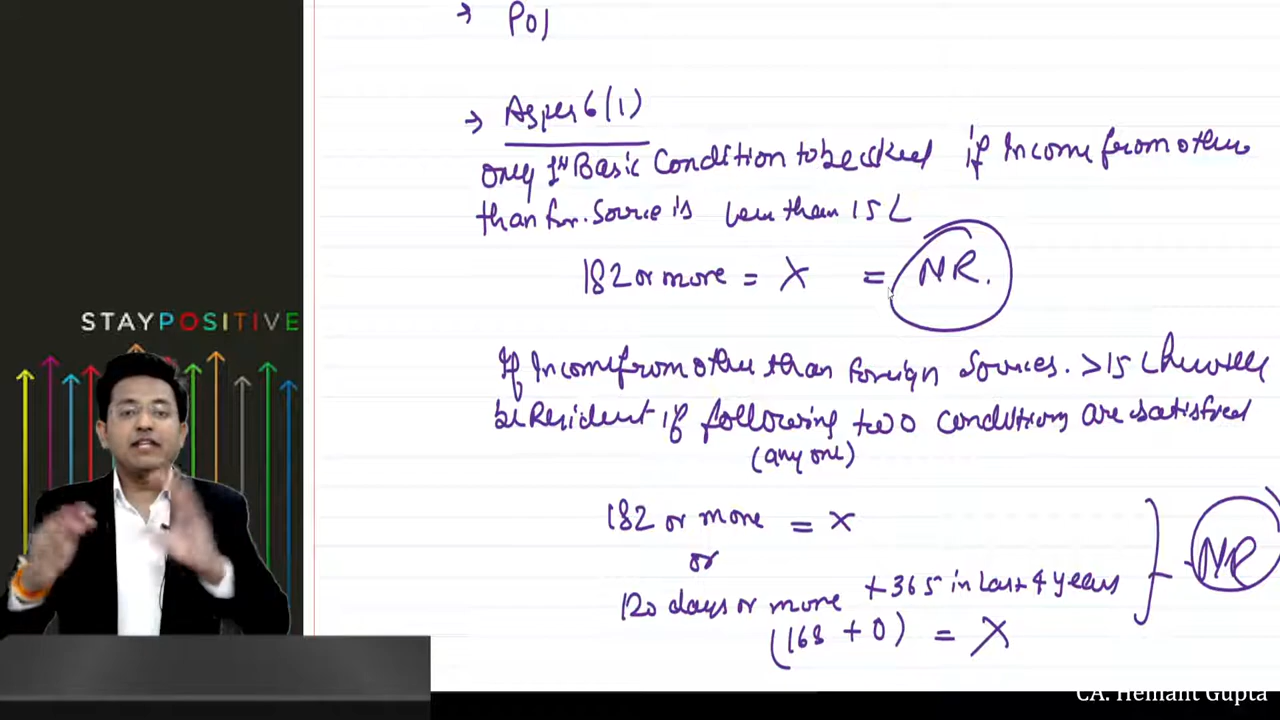 → POI
→ Asper 6(1)
only 1st Basic Condition to be cked if Income from other
than for. Source is less than 15 L
182 or more = X = NR.
STAYPOSITIVE
If Income from other than Foreign Sources. > 15 L he will
be Resident if following two conditions are satisfied
(any one)
182 or more = x
or
120 days or more + 365 in last 4 years
(168 + 0) = X
NR
CA. Hemant Gupta